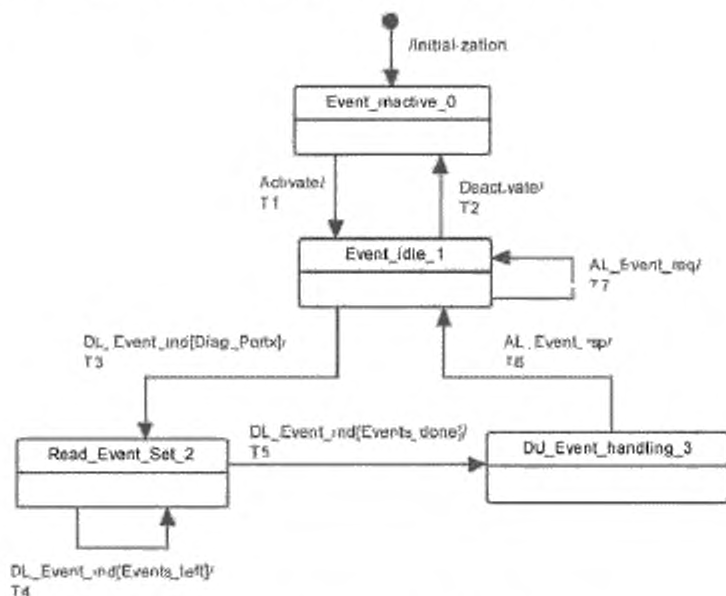 /Initialization
Event_inactive_0
Activate/
T1
Deactivate/
T2
Event_idle_1
AL_Event_req/
T7
DL_Event_ind[Diag_Portx]/
T3
AL_Event_rsp/
T6
DL_Event_ind[Events_done]/
T5
Read_Event_Set_2
DU_Event_handling_3
DL_Event_ind[Events_left]/
T4